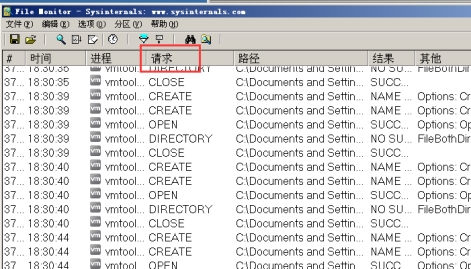 File Monitor - Sysinternals: www.sysinternals.com
文件(F) 编辑(E) 选项(O) 分区(V) 帮助(H)
# 时间 进程 请求 路径 结果 其他
37... 18:30:35 vmtool... DIRECTORY C:\Documents and Settin... NO SU... FileBothDir
37... 18:30:35 vmtool... CLOSE C:\Documents and Settin... SUCC...
37... 18:30:39 vmtool... CREATE C:\Documents and Settin... NAME ... Options: Cr
37... 18:30:39 vmtool... CREATE C:\Documents and Settin... NAME ... Options: Cr
37... 18:30:39 vmtool... OPEN C:\Documents and Settin... SUCC... Options: Op
37... 18:30:39 vmtool... DIRECTORY C:\Documents and Settin... NO SU... FileBothDir
37... 18:30:39 vmtool... CLOSE C:\Documents and Settin... SUCC...
37... 18:30:40 vmtool... CREATE C:\Documents and Settin... NAME ... Options: Cr
37... 18:30:40 vmtool... CREATE C:\Documents and Settin... NAME ... Options: Cr
37... 18:30:40 vmtool... OPEN C:\Documents and Settin... SUCC... Options: Op
37... 18:30:40 vmtool... DIRECTORY C:\Documents and Settin... NO SU... FileBothDir
37... 18:30:40 vmtool... CLOSE C:\Documents and Settin... SUCC...
37... 18:30:44 vmtool... CREATE C:\Documents and Settin... NAME ... Options: Cr
37... 18:30:44 vmtool... CREATE C:\Documents and Settin... NAME ... Options: Cr
37... 18:30:44 vmtool... OPEN C:\Documents and Settin... SUCC... Options: Op